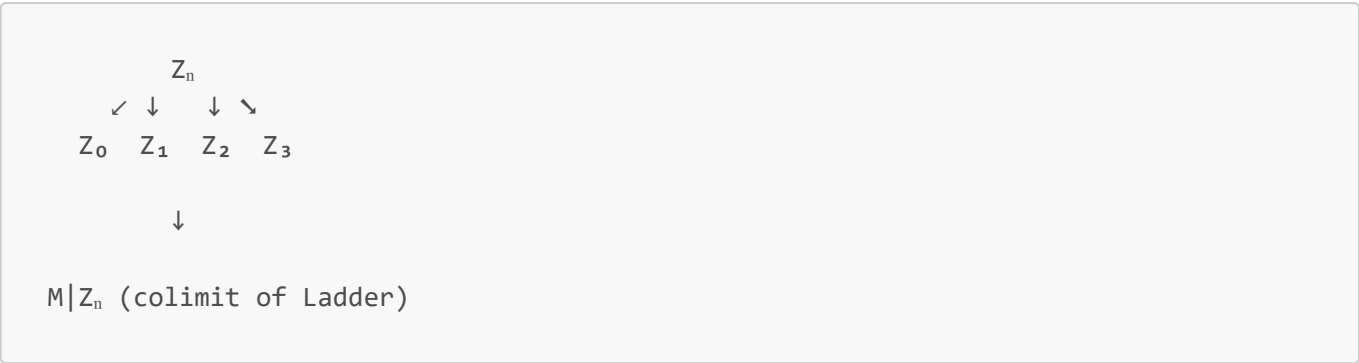 Zₙ
↙ ↓ ↓ ↘
Z₀ Z₁ Z₂ Z₃
↓
M|Zₙ (colimit of Ladder)